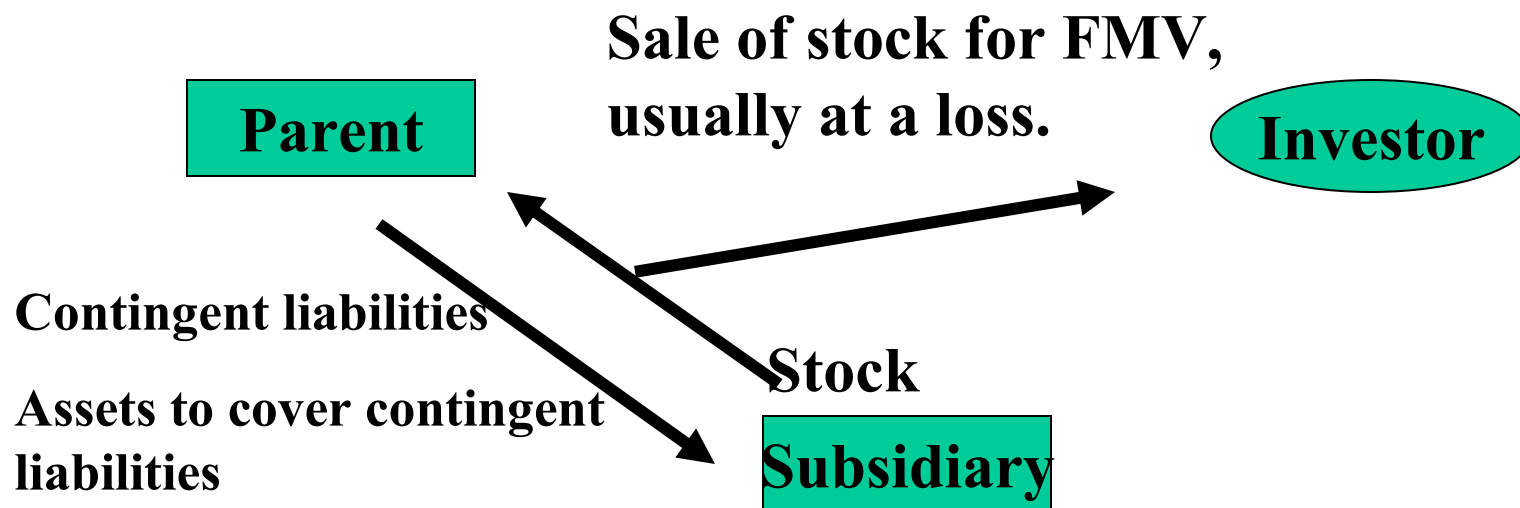 Sale of stock for FMV,
usually at a loss.
Parent
Investor
Contingent liabilities
Stock
Assets to cover contingent
liabilities
Subsidiary